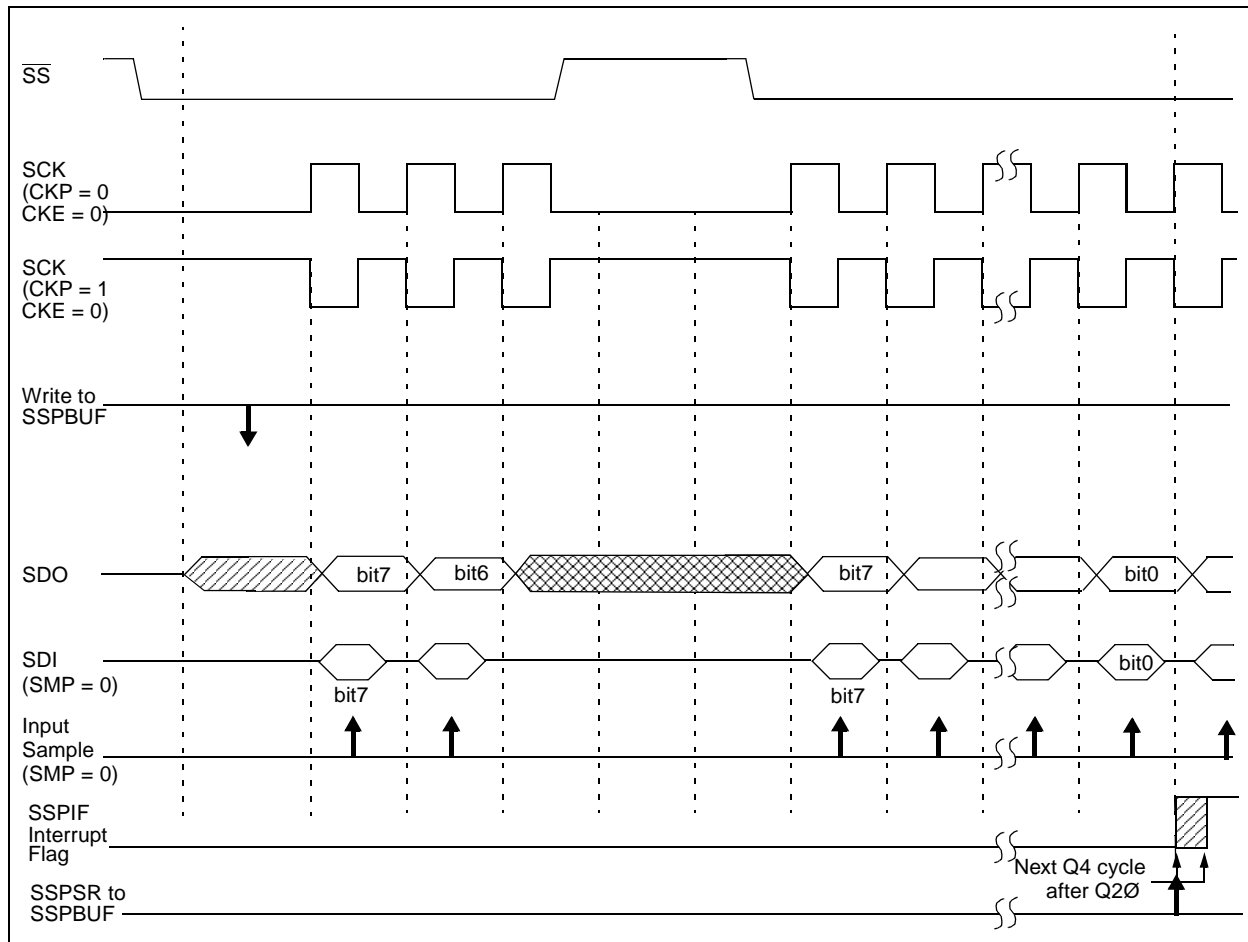 SS
SCK
(CKP = 0
CKE = 0)
SCK
(CKP = 1
CKE = 0)
Write to
SSPBUF
SDO
bit7
bit6
bit7
bit0
SDI
(SMP = 0)
bit7
bit7
bit0
Input
Sample
(SMP = 0)
SSPIF
Interrupt
Flag
Next Q4 cycle
after Q2Ø
SSPSR to
SSPBUF